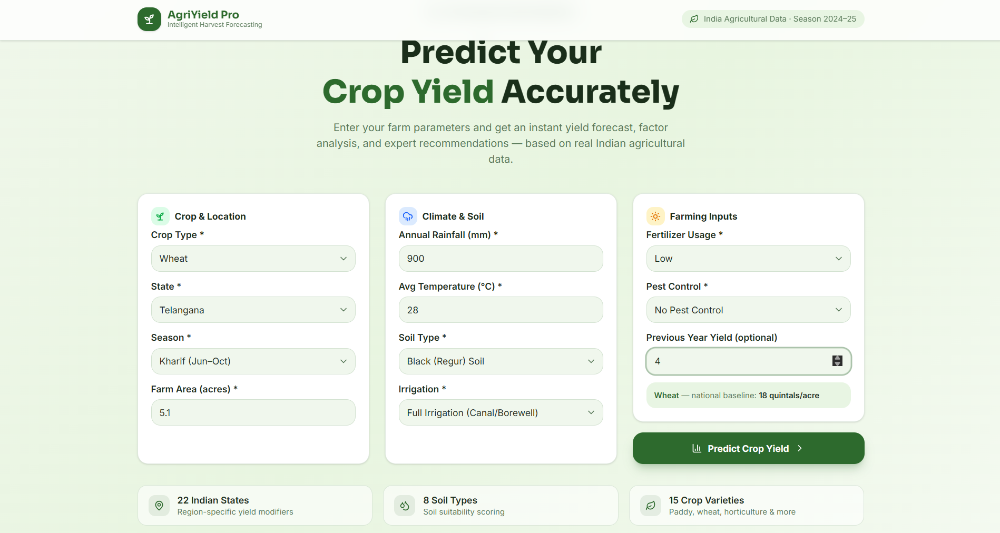 AgriYield Pro
Intelligent Harvest Forecasting
India Agricultural Data · Season 2024–25
Predict Your
Crop Yield Accurately
Enter your farm parameters and get an instant yield forecast, factor
analysis, and expert recommendations — based on real Indian agricultural
data.
Crop & Location
Crop Type *
Wheat
State *
Telangana
Season *
Kharif (Jun–Oct)
Farm Area (acres) *
5.1
Climate & Soil
Annual Rainfall (mm) *
900
Avg Temperature (°C) *
28
Soil Type *
Black (Regur) Soil
Irrigation *
Full Irrigation (Canal/Borewell)
Farming Inputs
Fertilizer Usage *
Low
Pest Control *
No Pest Control
Previous Year Yield (optional)
4
Wheat — national baseline: 18 quintals/acre
Predict Crop Yield
22 Indian States
Region-specific yield modifiers
8 Soil Types
Soil suitability scoring
15 Crop Varieties
Paddy, wheat, horticulture & more